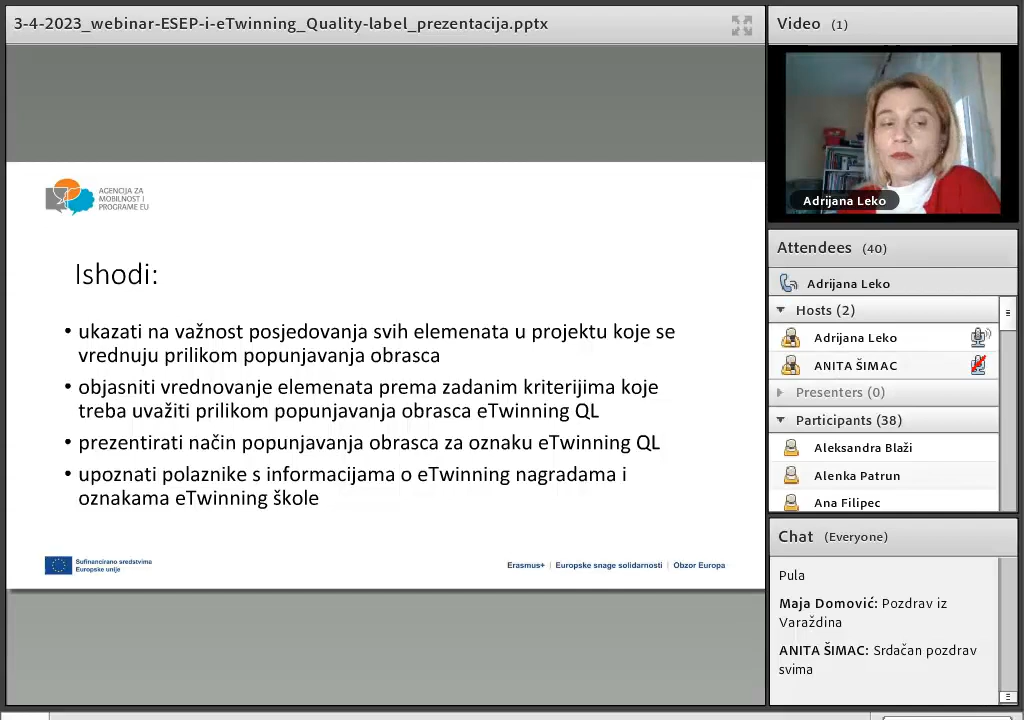 3-4-2023_webinar-ESEP-i-eTwinning_Quality-label_prezentacija.pptx
AGENCIJA ZA
MOBILNOST I
PROGRAME EU
Ishodi:
• ukazati na važnost posjedovanja svih elemenata u projektu koje se
vrednuju prilikom popunjavanja obrasca
• objasniti vrednovanje elemenata prema zadanim kriterijima koje
treba uvažiti prilikom popunjavanja obrasca eTwinning QL
• prezentirati način popunjavanja obrasca za oznaku eTwinning QL
• upoznati polaznike s informacijama o eTwinning nagradama i
oznakama eTwinning škole
Sufinancirano sredstvima
Europske unije
Erasmus+ | Europske snage solidarnosti | Obzor Europa
Video (1)
Adrijana Leko
Attendees (40)
Adrijana Leko
Hosts (2)
Adrijana Leko
ANITA ŠIMAC
Presenters (0)
Participants (38)
Aleksandra Blaži
Alenka Patrun
Ana Filipec
Chat (Everyone)
Pula
Maja Domović: Pozdrav iz
Varaždina
ANITA ŠIMAC: Srdačan pozdrav
svima